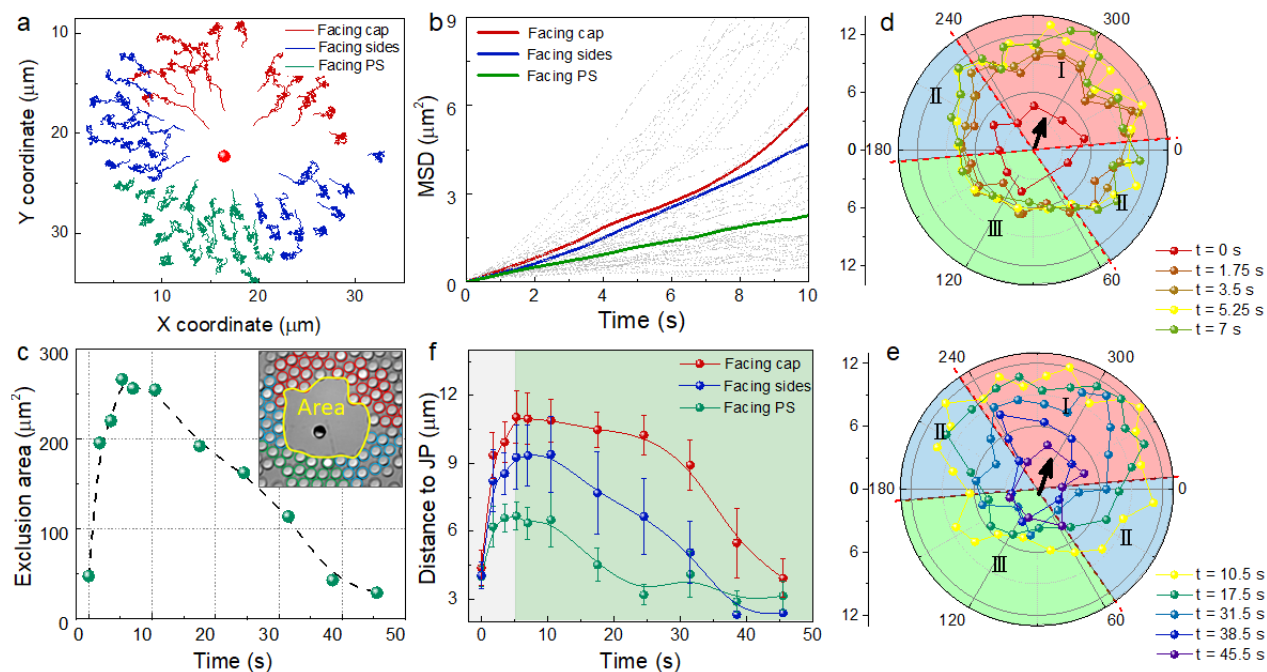 a
Facing cap
Facing sides
Facing PS
10
20
30
10
20
30
Y coordinate (μm)
X coordinate (μm)
b
Facing cap
Facing sides
Facing PS
9
6
3
0
0
2
4
6
8
10
MSD (μm²)
Time (s)
d
240
300
12
6
0
6
12
180
0
120
60
I
II
II
III
t = 0 s
t = 1.75 s
t = 3.5 s
t = 5.25 s
t = 7 s
c
300
200
100
0
0
10
20
30
40
50
Exclusion area (μm²)
Time (s)
Area
f
Facing cap
Facing sides
Facing PS
12
9
6
3
0
10
20
30
40
50
Distance to JP (μm)
Time (s)
e
240
300
12
6
0
6
12
180
0
120
60
I
II
II
III
t = 10.5 s
t = 17.5 s
t = 31.5 s
t = 38.5 s
t = 45.5 s